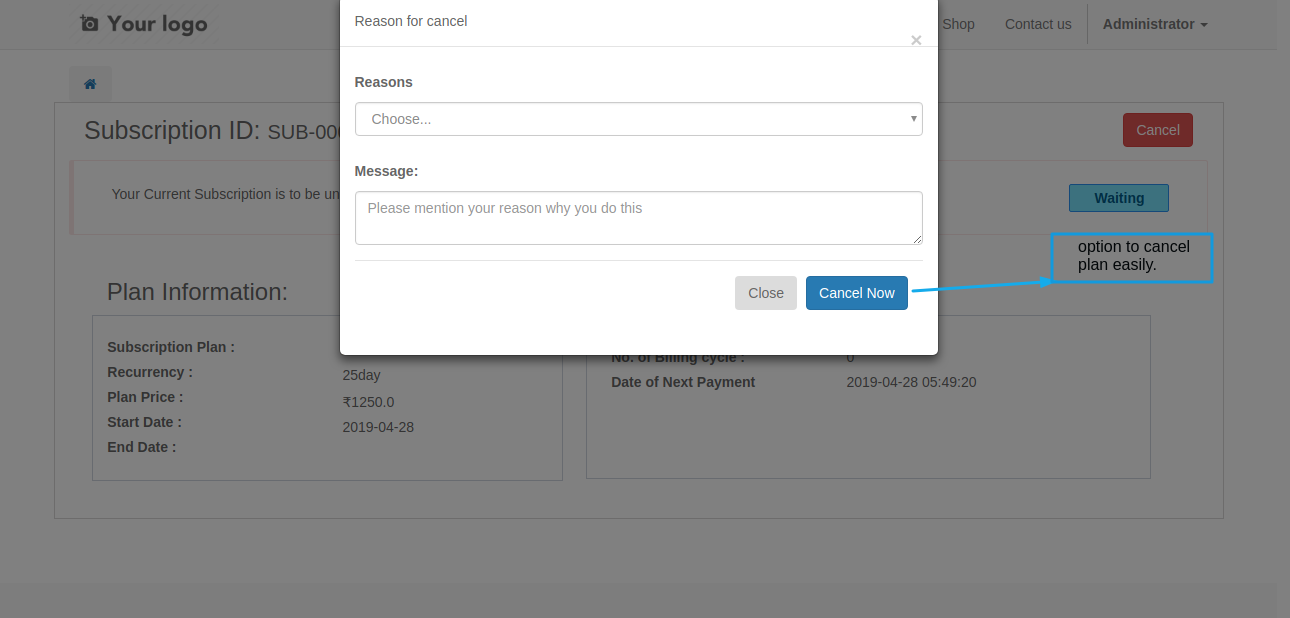 Your logo
Shop
Contact us
Administrator
Reason for cancel
×
Reasons
Choose...
Message:
Please mention your reason why you do this
Close
Cancel Now
Subscription ID: SUB-00
Cancel
Your Current Subscription is to be un
Waiting
option to cancel
plan easily.
Plan Information:
Subscription Plan :
Recurrency :
25day
Plan Price :
₹1250.0
Start Date :
2019-04-28
End Date :
No. of Billing cycle :
0
Date of Next Payment
2019-04-28 05:49:20